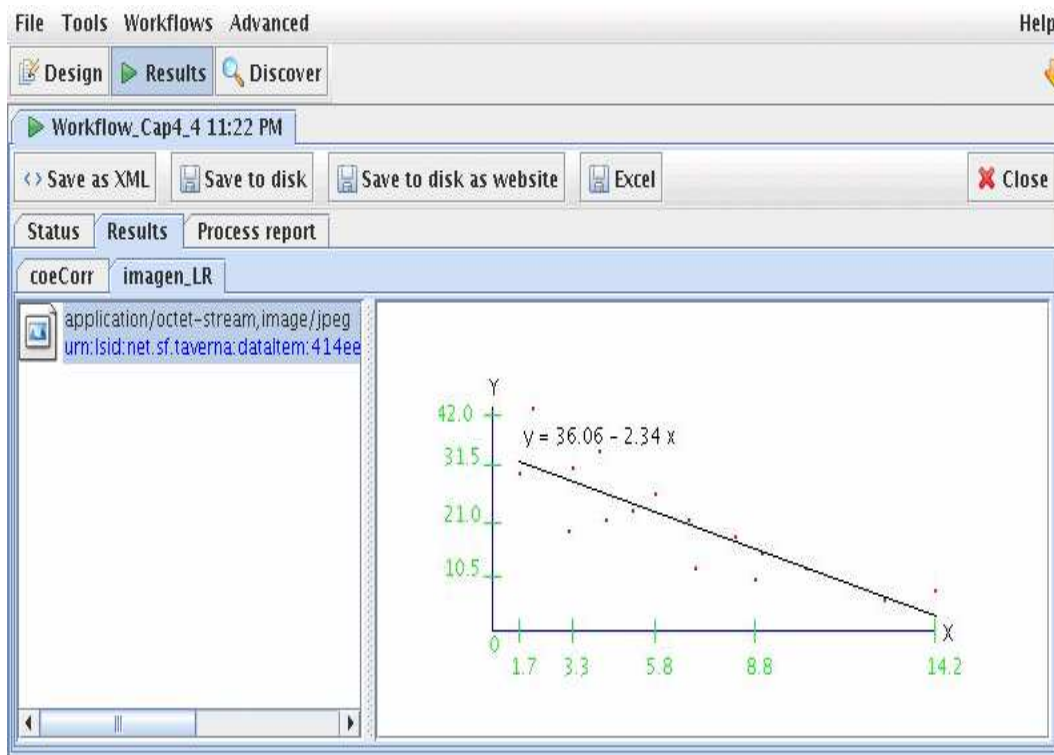 File Tools Workflows Advanced Help
Design Results Discover
Workflow_Cap4_4 11:22 PM
<> Save as XML Save to disk Save to disk as website Excel Close
Status Results Process report
coeCorr imagen_LR
application/octet-stream,image/jpeg
urn:lsid:net.sf.taverna:dataItem:414ee
Y
42.0
y = 36.06 - 2.34 x
31.5
21.0
10.5
0
X
1.7 3.3 5.8 8.8 14.2